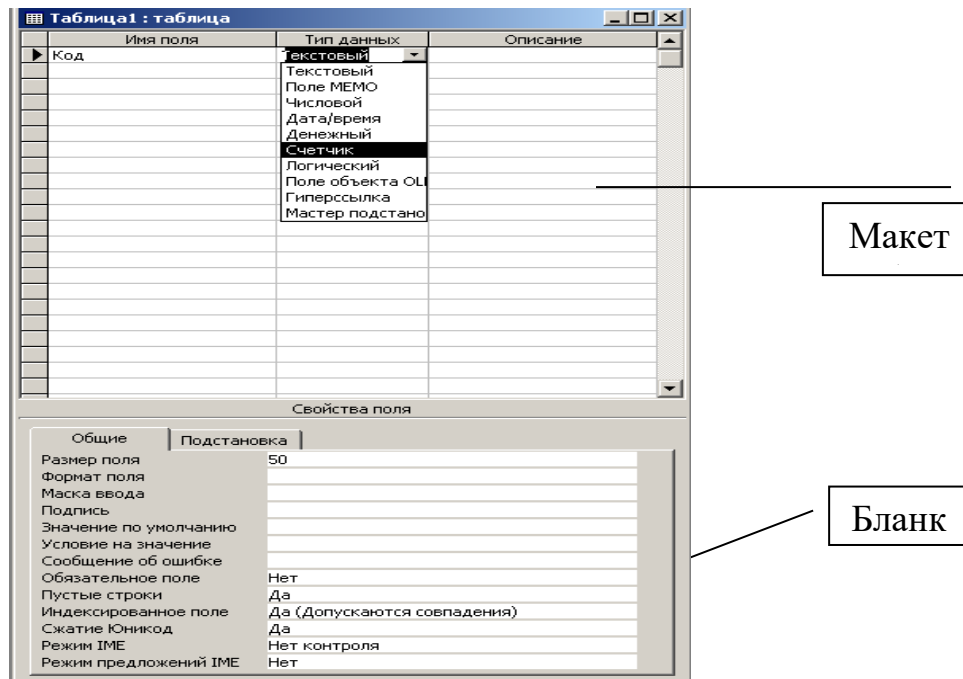 Таблица1 : таблица
Имя поля Тип данных Описание
Код Текстовый
Текстовый
Поле МЕМО
Числовой
Дата/время
Денежный
Счетчик
Логический
Поле объекта OLI
Гиперссылка
Мастер подстано
Макет
Свойства поля
Общие Подстановка
Размер поля 50
Формат поля
Маска ввода
Подпись
Значение по умолчанию
Условие на значение
Сообщение об ошибке
Обязательное поле Нет
Пустые строки Да
Индексированное поле Да (Допускаются совпадения)
Сжатие Юникод Да
Режим IME Нет контроля
Режим предложений IME Нет
Бланк